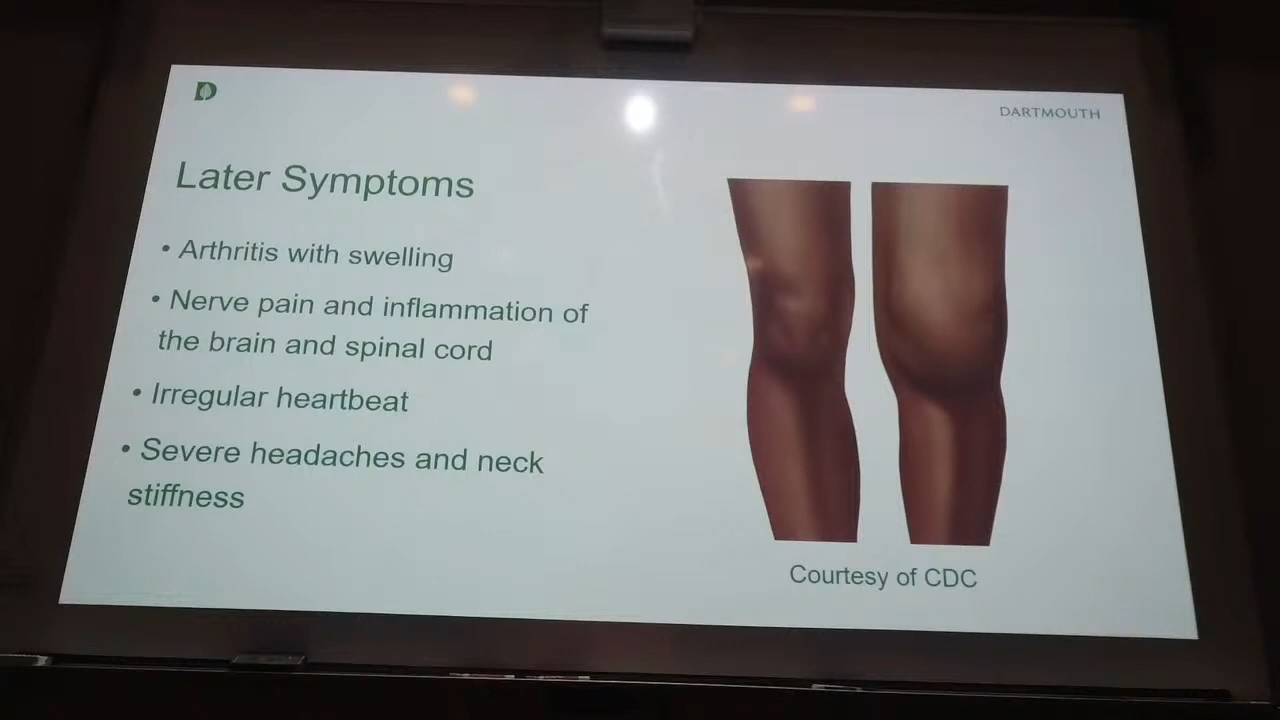 D
DARTMOUTH
Later Symptoms
• Arthritis with swelling
• Nerve pain and inflammation of
the brain and spinal cord
• Irregular heartbeat
• Severe headaches and neck
stiffness
Courtesy of CDC